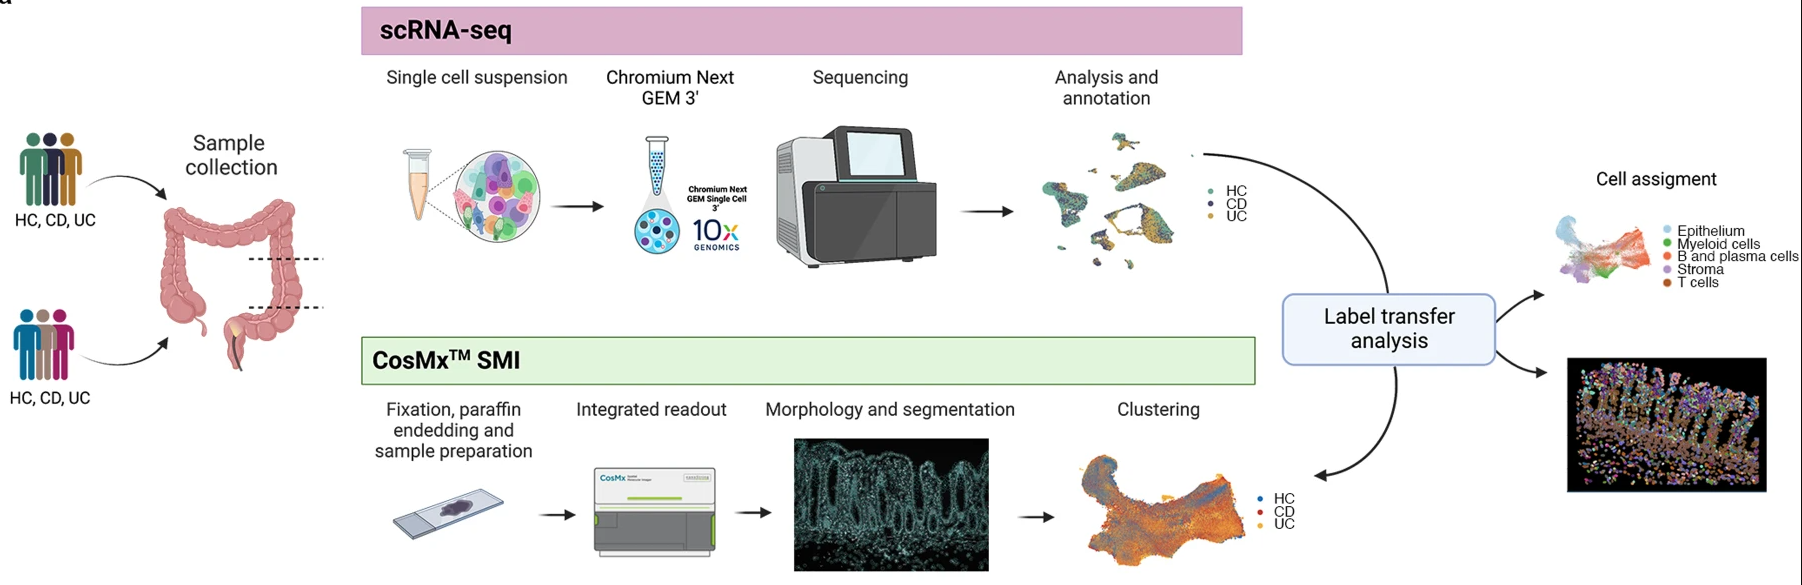 scRNA-seq
Single cell suspension
Chromium Next
GEM 3'
Sequencing
Analysis and
annotation
Sample
collection
HC, CD, UC
Chromium Next
GEM Single Cell
3'
10x
GENOMICS
HC
CD
UC
Cell assigment
Epithelium
Myeloid cells
B and plasma cells
Stroma
T cells
Label transfer
analysis
HC, CD, UC
CosMx™ SMI
Fixation, paraffin
endedding and
sample preparation
Integrated readout
Morphology and segmentation
Clustering
CosMx
HC
CD
UC